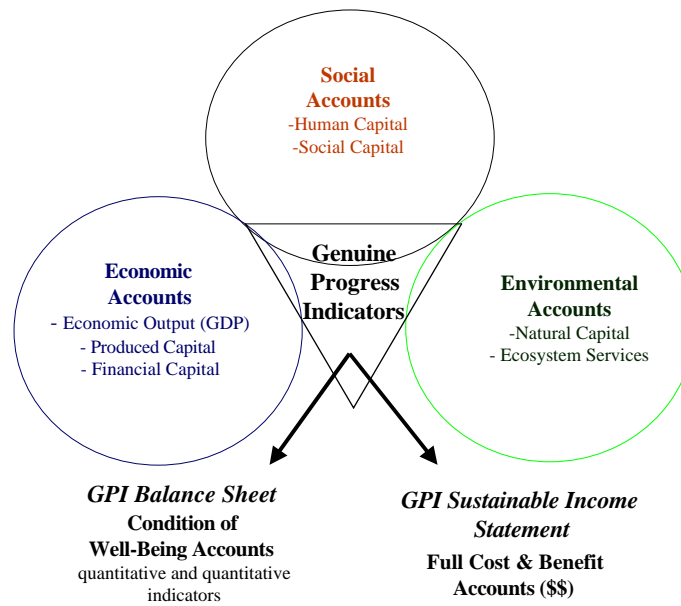 Social
Accounts
-Human Capital
-Social Capital
Economic
Accounts
- Economic Output (GDP)
- Produced Capital
- Financial Capital
Genuine
Progress
Indicators
Environmental
Accounts
-Natural Capital
- Ecosystem Services
GPI Balance Sheet
Condition of
Well-Being Accounts
quantitative and quantitative
indicators
GPI Sustainable Income
Statement
Full Cost & Benefit
Accounts ($$)